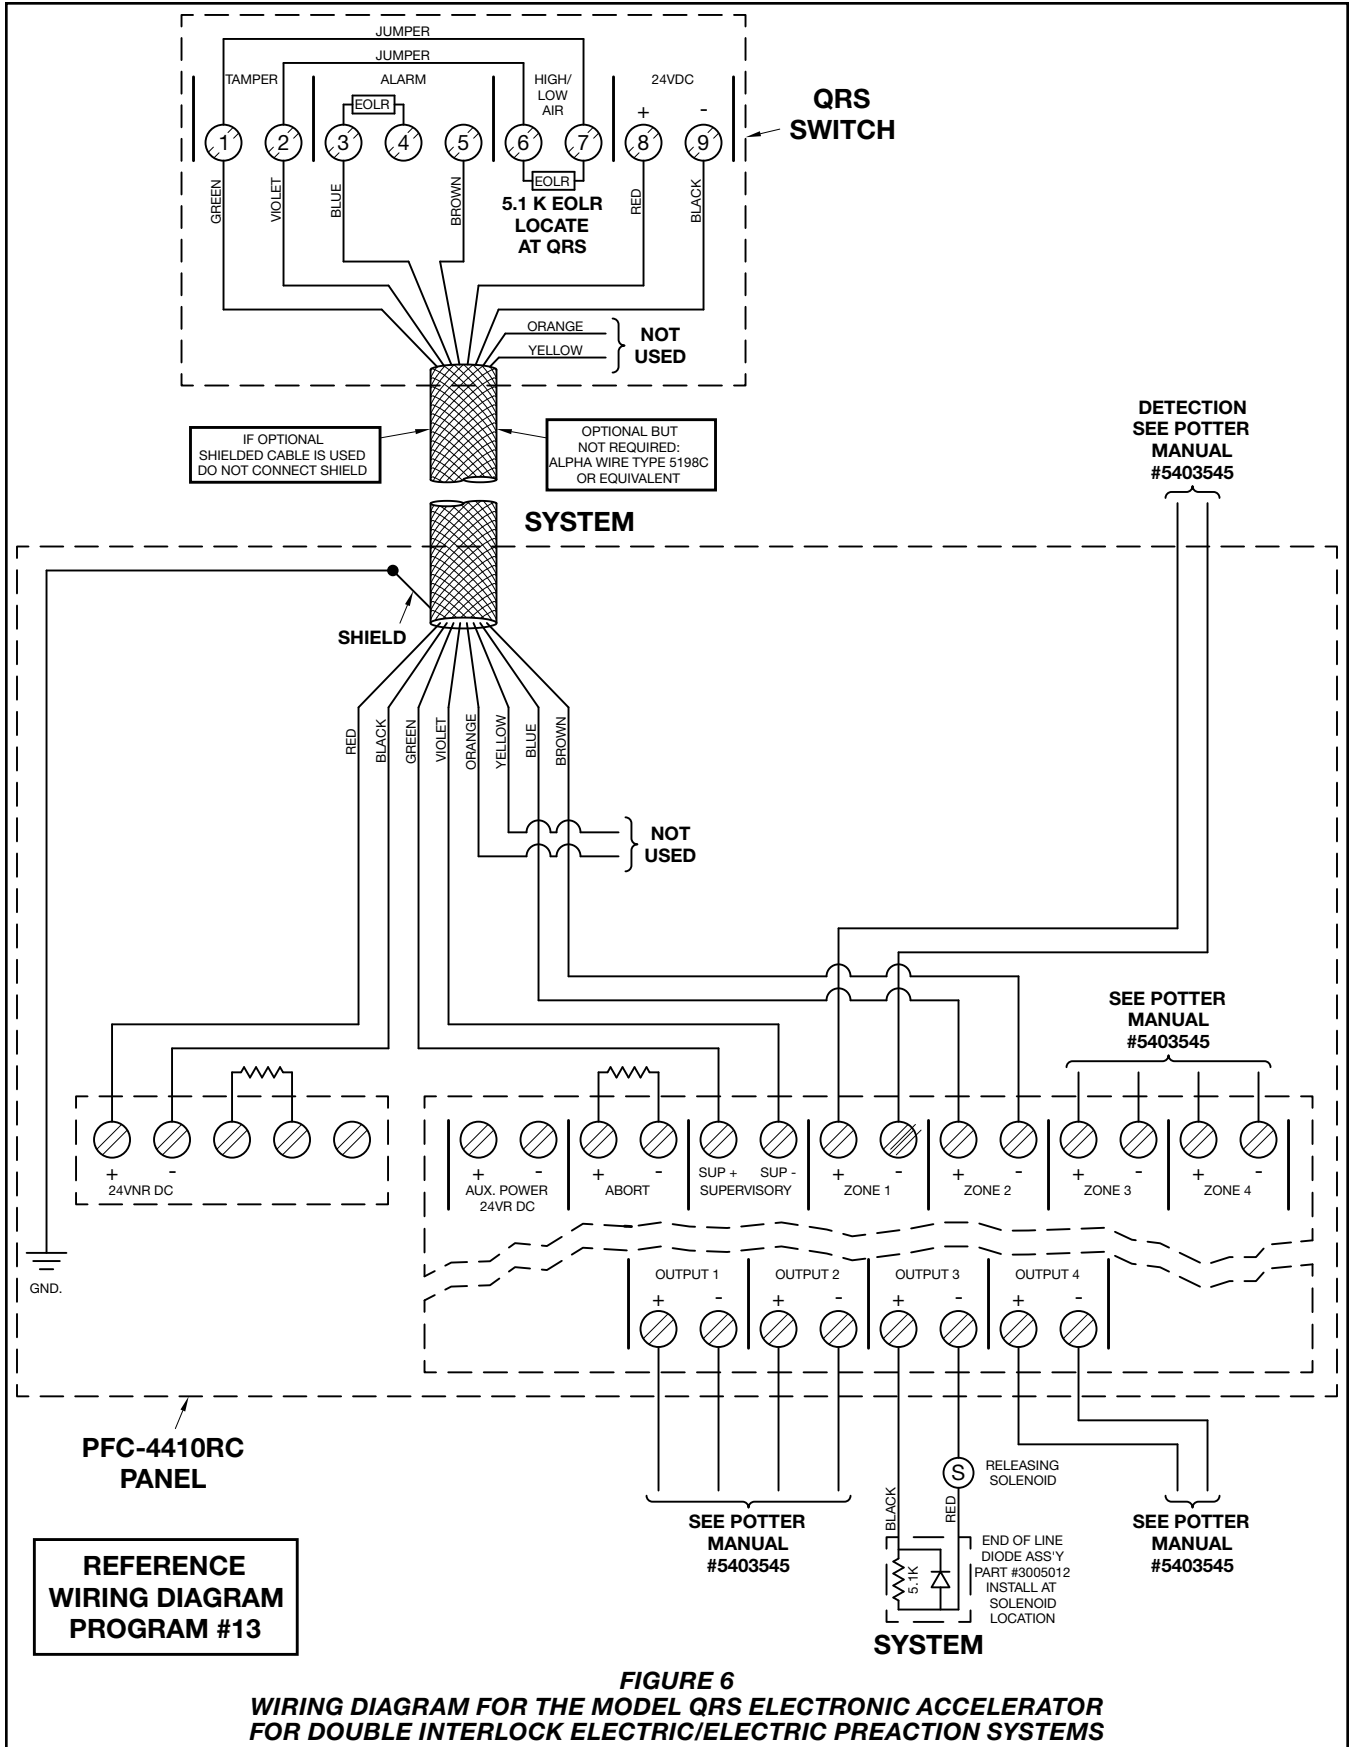 JUMPER
JUMPER
TAMPER
ALARM
HIGH/
LOW
AIR
24VDC
+ -
EOLR
1 2 3 4 5 6 7 8 9
QRS
SWITCH
EOLR
5.1 K EOLR
LOCATE
AT QRS
GREEN
VIOLET
BLUE
BROWN
RED
BLACK
ORANGE
YELLOW
NOT
USED
IF OPTIONAL
SHIELDED CABLE IS USED
DO NOT CONNECT SHIELD
OPTIONAL BUT
NOT REQUIRED:
ALPHA WIRE TYPE 5198C
OR EQUIVALENT
DETECTION
SEE POTTER
MANUAL
#5403545
SYSTEM
SHIELD
RED
BLACK
GREEN
VIOLET
ORANGE
YELLOW
BLUE
BROWN
NOT
USED
SEE POTTER
MANUAL
#5403545
+ -
24VNR DC
+ -
AUX. POWER
24VR DC
+ -
ABORT
SUP + SUP -
SUPERVISORY
+ -
ZONE 1
+ -
ZONE 2
+ -
ZONE 3
+ -
ZONE 4
GND.
OUTPUT 1
+ -
OUTPUT 2
+ -
OUTPUT 3
+ -
OUTPUT 4
+ -
PFC-4410RC
PANEL
S
RELEASING
SOLENOID
BLACK
RED
SEE POTTER
MANUAL
#5403545
SEE POTTER
MANUAL
#5403545
5.1K
END OF LINE
DIODE ASS'Y
PART #3005012
INSTALL AT
SOLENOID
LOCATION
SYSTEM
REFERENCE
WIRING DIAGRAM
PROGRAM #13
FIGURE 6
WIRING DIAGRAM FOR THE MODEL QRS ELECTRONIC ACCELERATOR
FOR DOUBLE INTERLOCK ELECTRIC/ELECTRIC PREACTION SYSTEMS